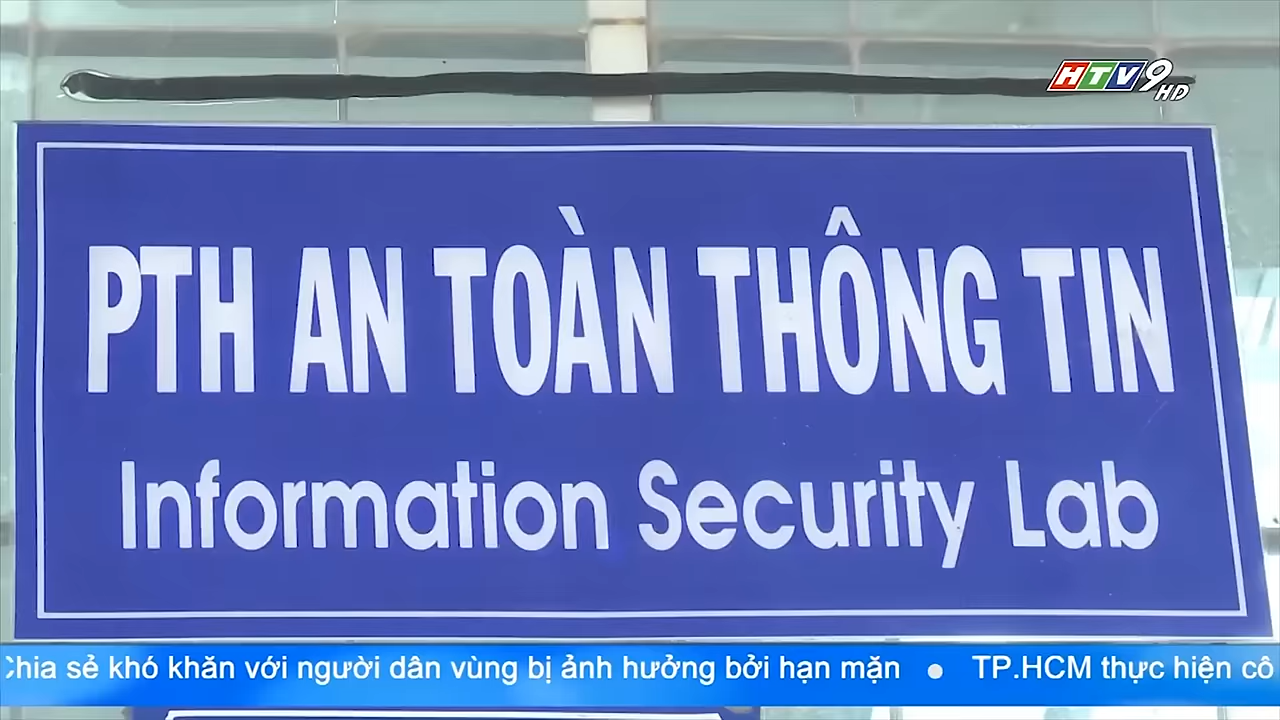 HTV9 HD
PTH AN TOÀN THÔNG TIN
Information Security Lab
Chia sẻ khó khăn với người dân vùng bị ảnh hưởng bởi hạn mặn ● TP.HCM thực hiện cô